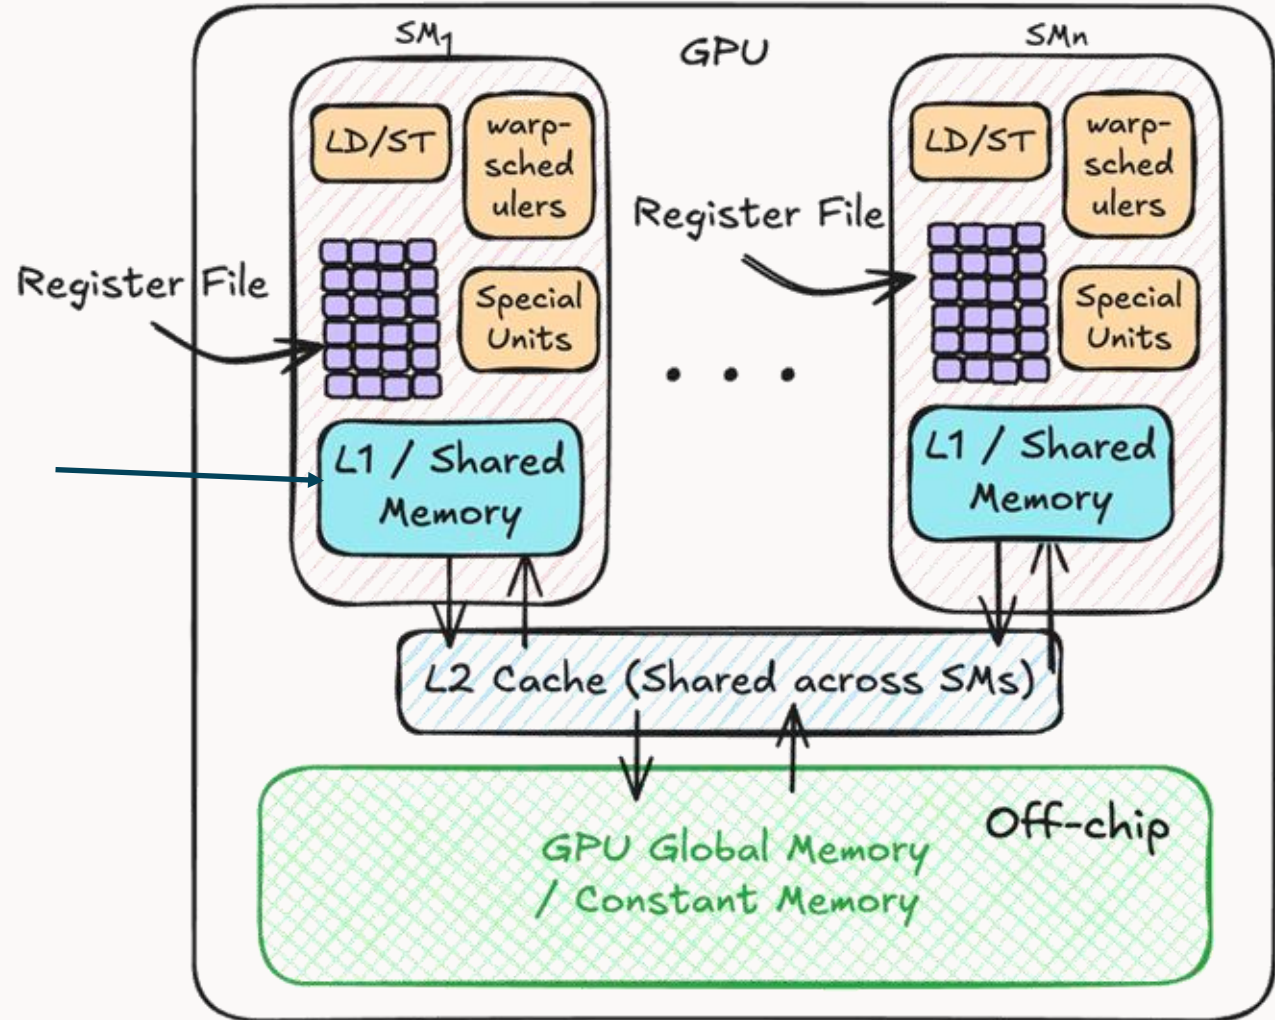 SM1
GPU
SMn
LD/ST
warp-
sched
ulers
Register File
Special
Units
L1 / Shared
Memory
Register File
LD/ST
warp-
sched
ulers
Special
Units
L1 / Shared
Memory
L2 Cache (Shared across SMs)
Off-chip
GPU Global Memory
/ Constant Memory